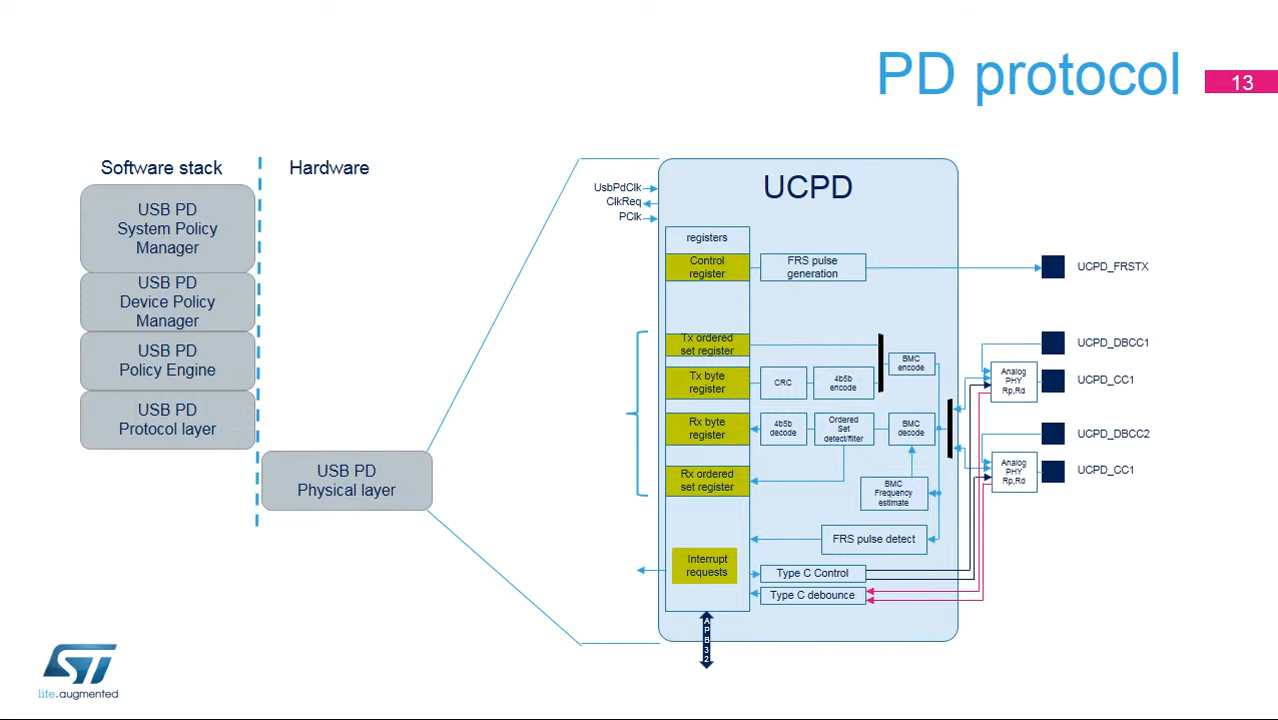 PD protocol
13
Software stack
Hardware
USB PD
System Policy
Manager
USB PD
Device Policy
Manager
USB PD
Policy Engine
USB PD
Protocol layer
USB PD
Physical layer
UCPD
UsbPdClk
ClkReq
PClk
registers
Control
register
FRS pulse
generation
UCPD_FRSTX
Tx ordered
set register
BMC
encode
UCPD_DBCC1
Tx byte
register
CRC
4b5b
encode
Analog
PHY
Rp,Rd
UCPD_CC1
Rx byte
register
4b5b
decode
Ordered
Set
detect/filter
BMC
decode
UCPD_DBCC2
Rx ordered
set register
BMC
Frequency
estimate
Analog
PHY
Rp,Rd
UCPD_CC1
FRS pulse detect
Interrupt
requests
Type C Control
Type C debounce
A
P
B
3
2
ST
life.augmented